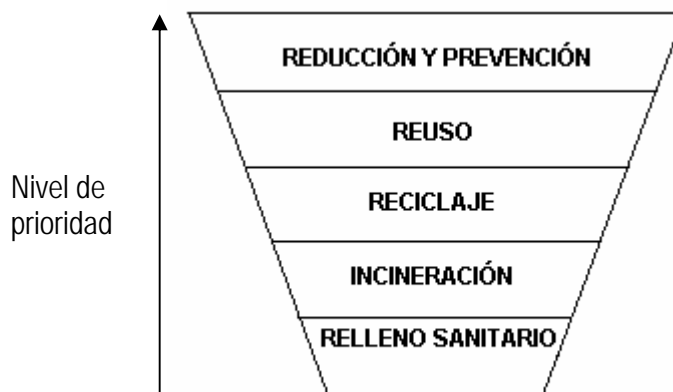 REDUCCIÓN Y PREVENCIÓN
REUSO
Nivel de
prioridad
RECICLAJE
INCINERACIÓN
RELLENO SANITARIO